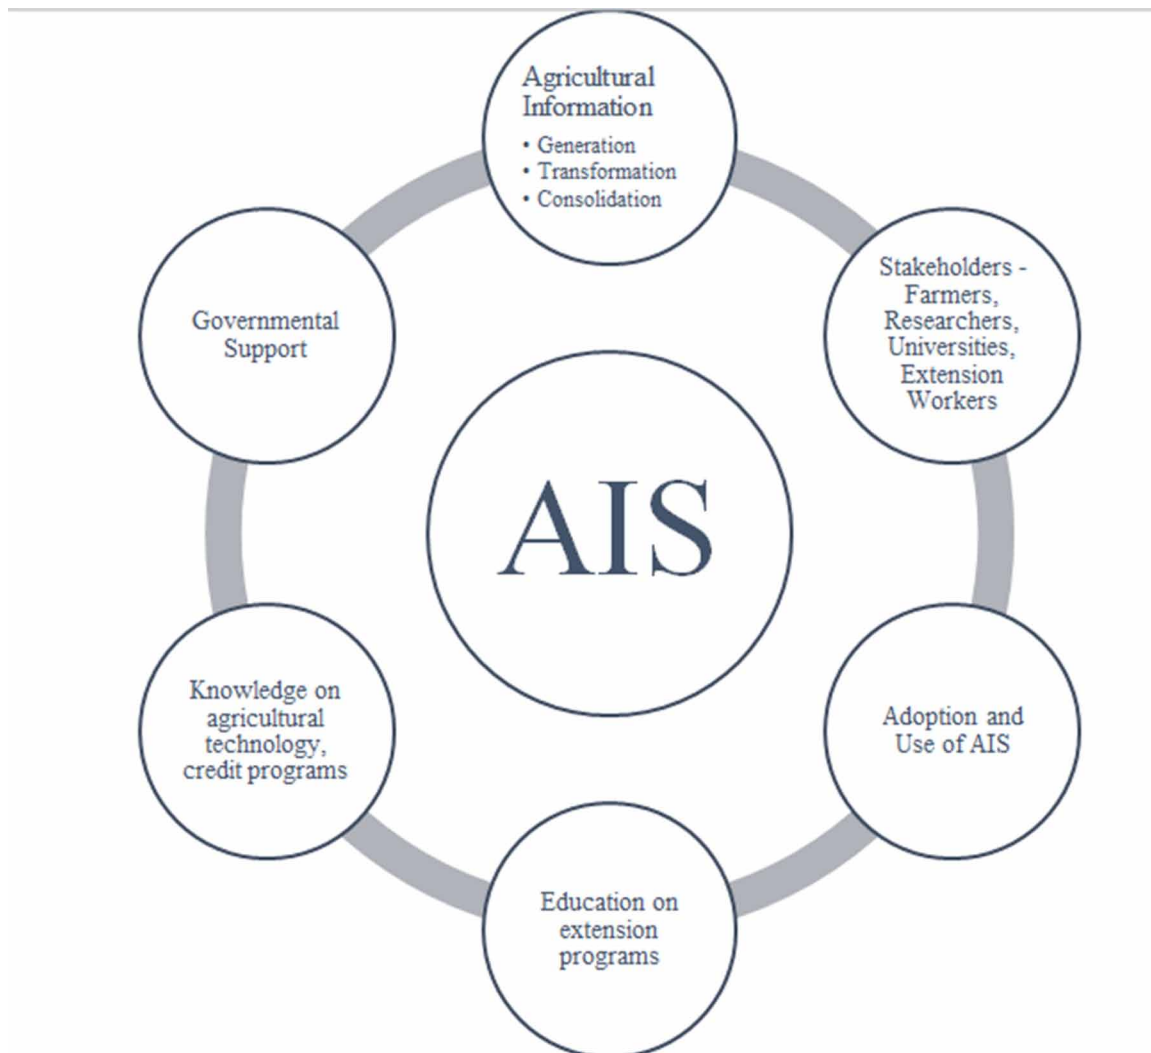 Agricultural
Information
• Generation
• Transformation
• Consolidation
Stakeholders -
Farmers,
Researchers,
Universities,
Extension
Workers
Governmental
Support
AIS
Knowledge on
agricultural
technology,
credit programs
Adoption and
Use of AIS
Education on
extension
programs